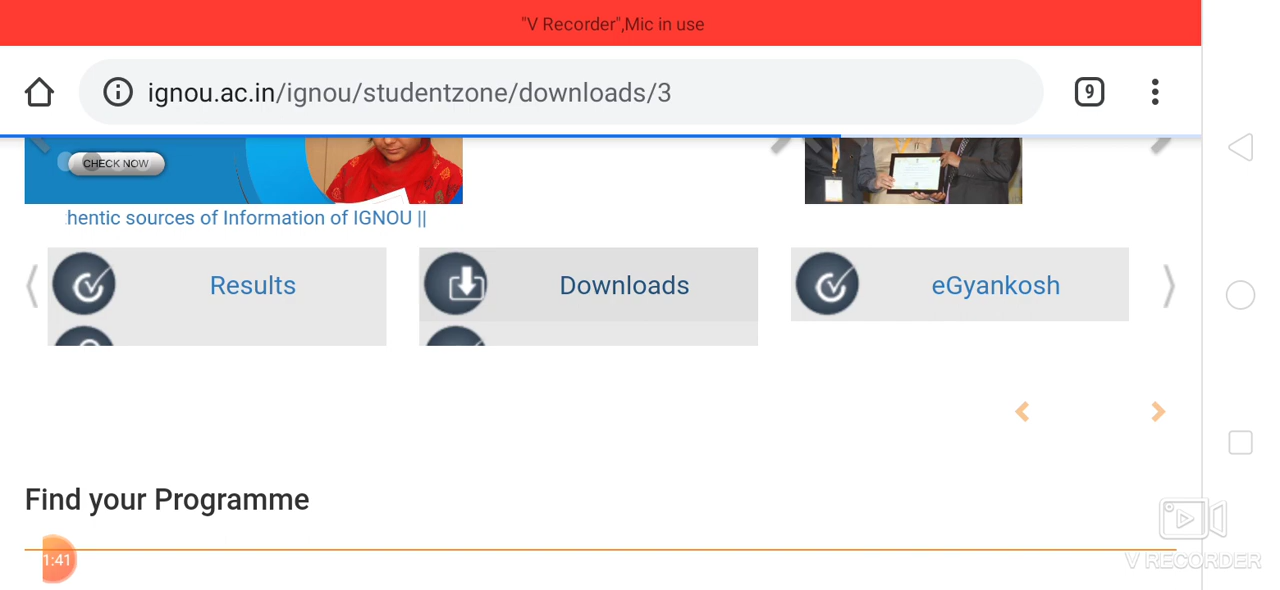 "V Recorder",Mic in use
ignou.ac.in/ignou/studentzone/downloads/3
9
CHECK NOW
hentic sources of Information of IGNOU ||
Results
Downloads
eGyankosh
Find your Programme
1:41
V RECORDER